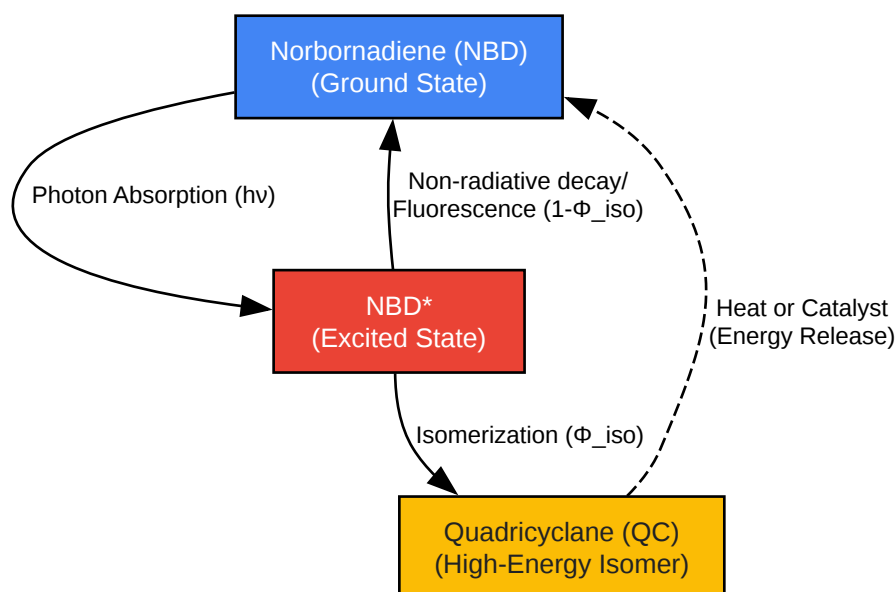 Norbornadiene (NBD)
(Ground State)
Photon Absorption (hν)
Non-radiative decay/
Fluorescence (1-Φ_iso)
NBD*
(Excited State)
Heat or Catalyst
(Energy Release)
Isomerization (Φ_iso)
Quadricyclane (QC)
(High-Energy Isomer)